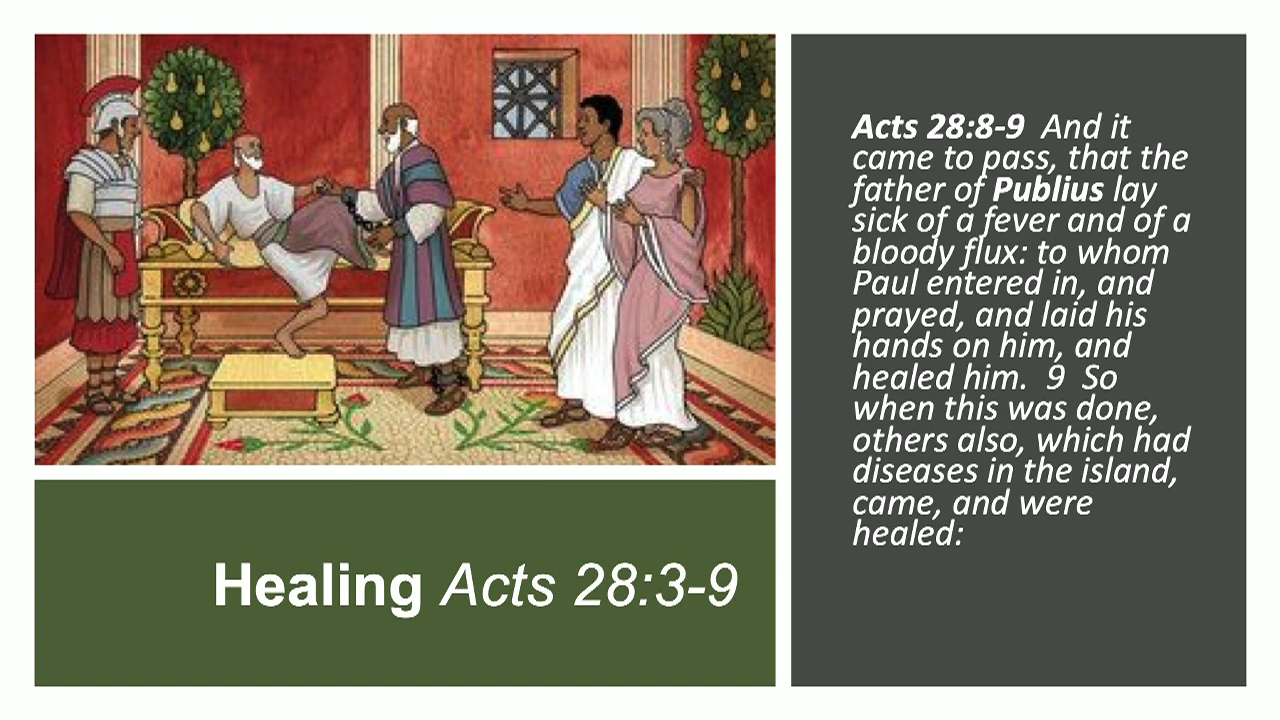 Healing Acts 28:3-9
Acts 28:8-9  And it
came to pass, that the
father of Publius lay
sick of a fever and of a
bloody flux: to whom
Paul entered in, and
prayed, and laid his
hands on him, and
healed him.  9  So
when this was done,
others also, which had
diseases in the island,
came, and were
healed: